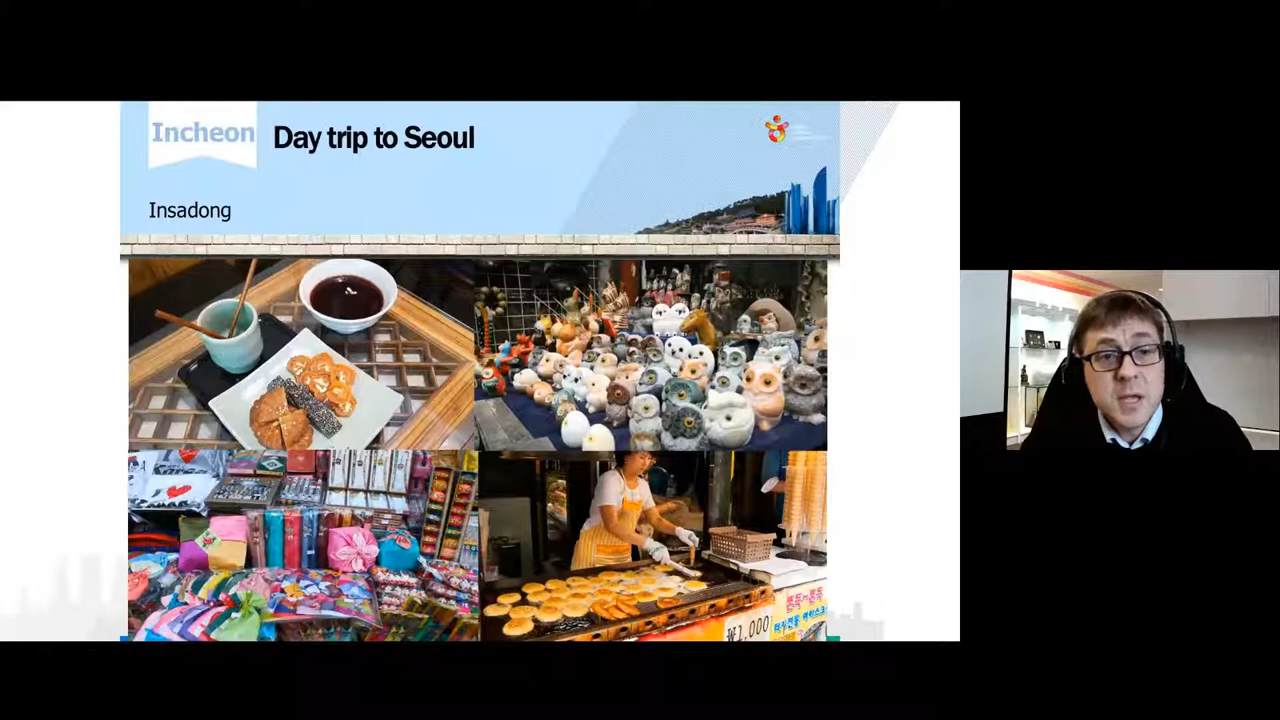 Incheon
Day trip to Seoul
Insadong
₩1,000